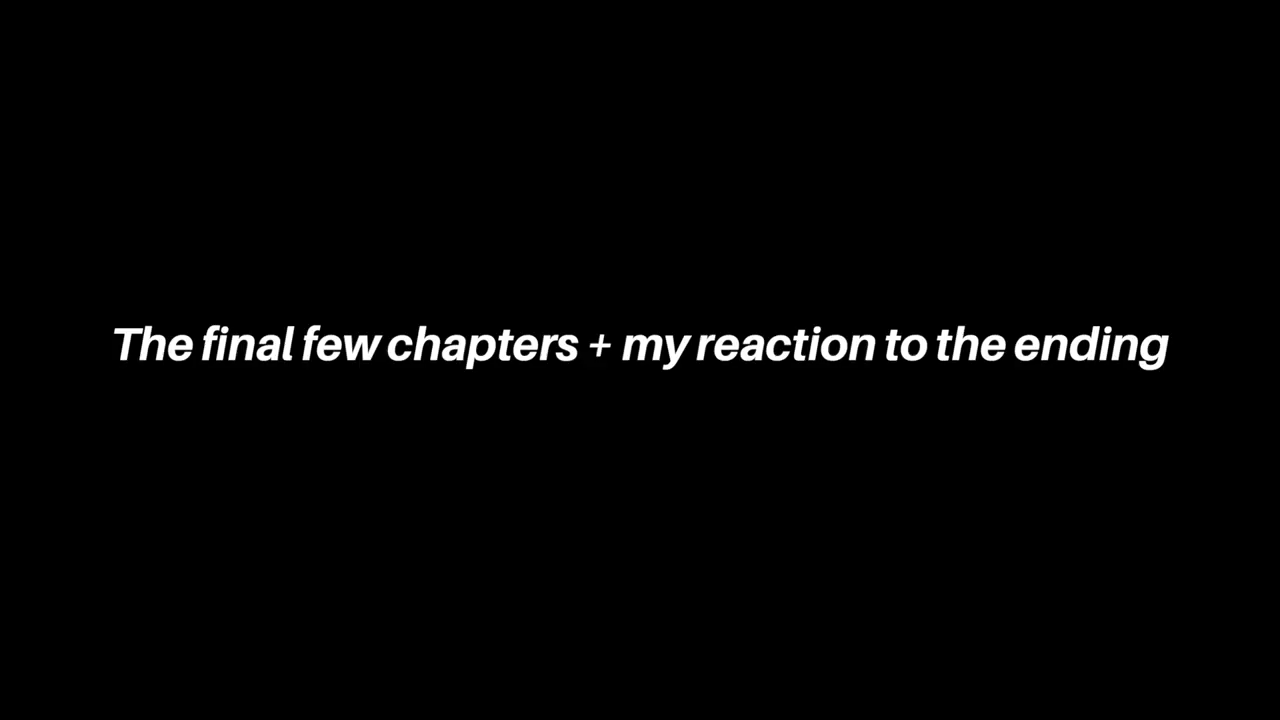 The final few chapters + my reaction to the ending